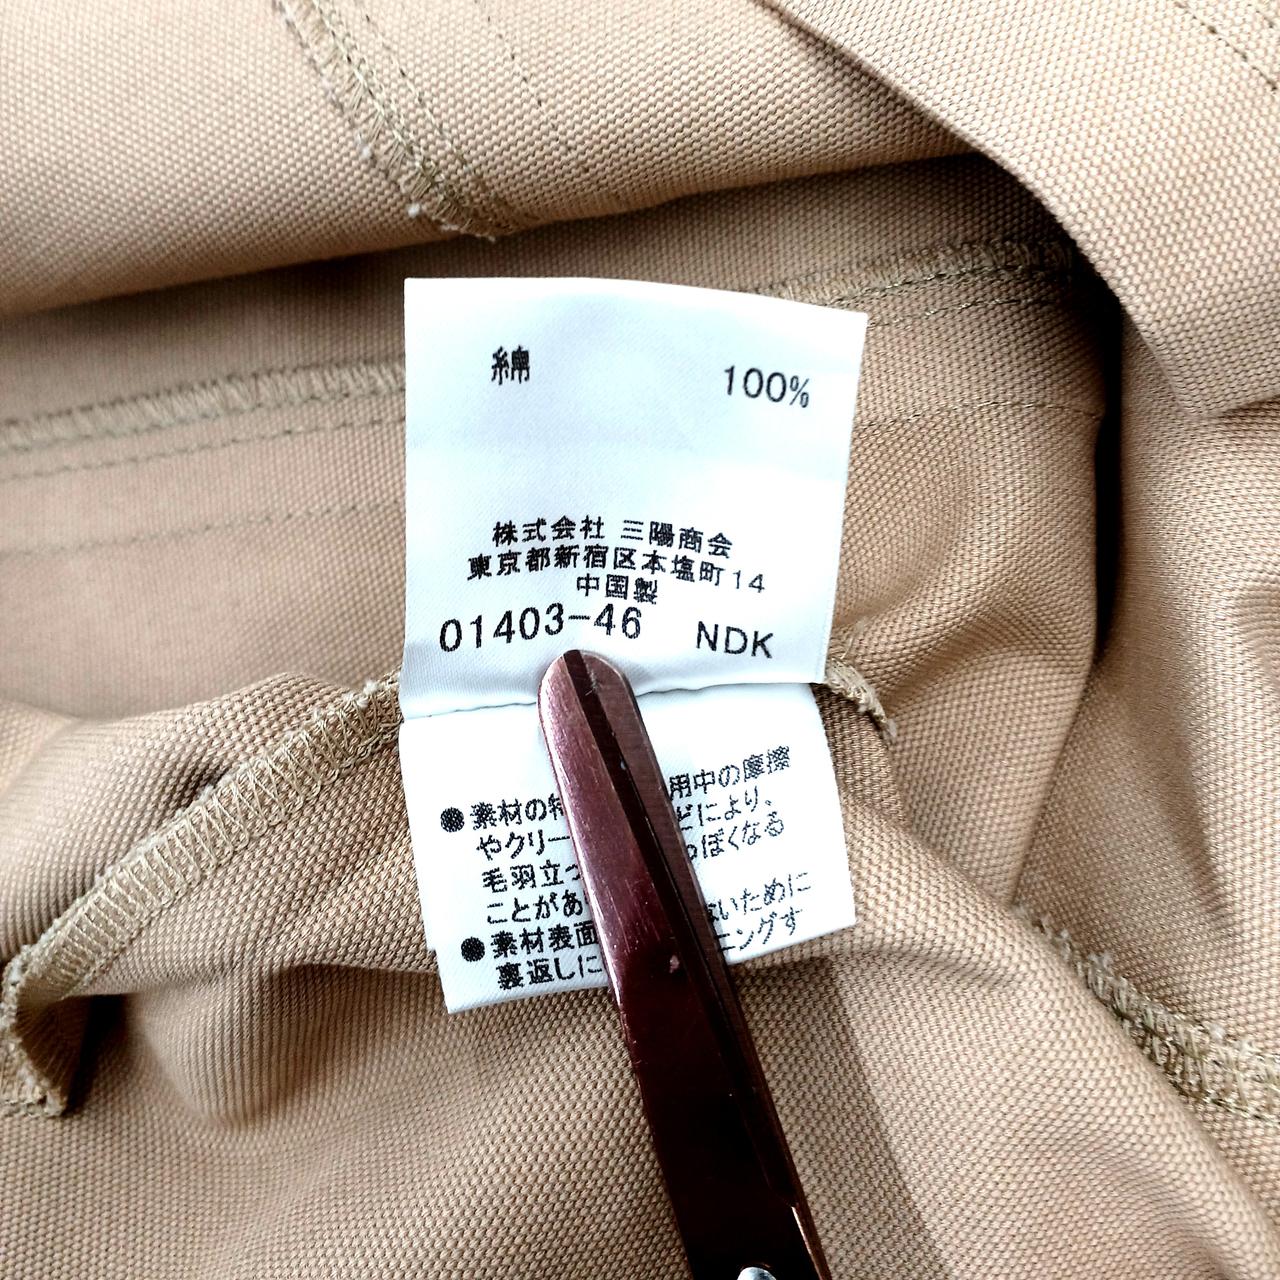 綿 100%
株式会社 三陽商会
東京都新宿区本塩町14
中国製
01403-46 NDK
●素材の特 用中の摩擦
やクリー どにより、
毛羽立っ っぽくなる
ことがあ
●素材表面 ないために
裏返しに ニングす